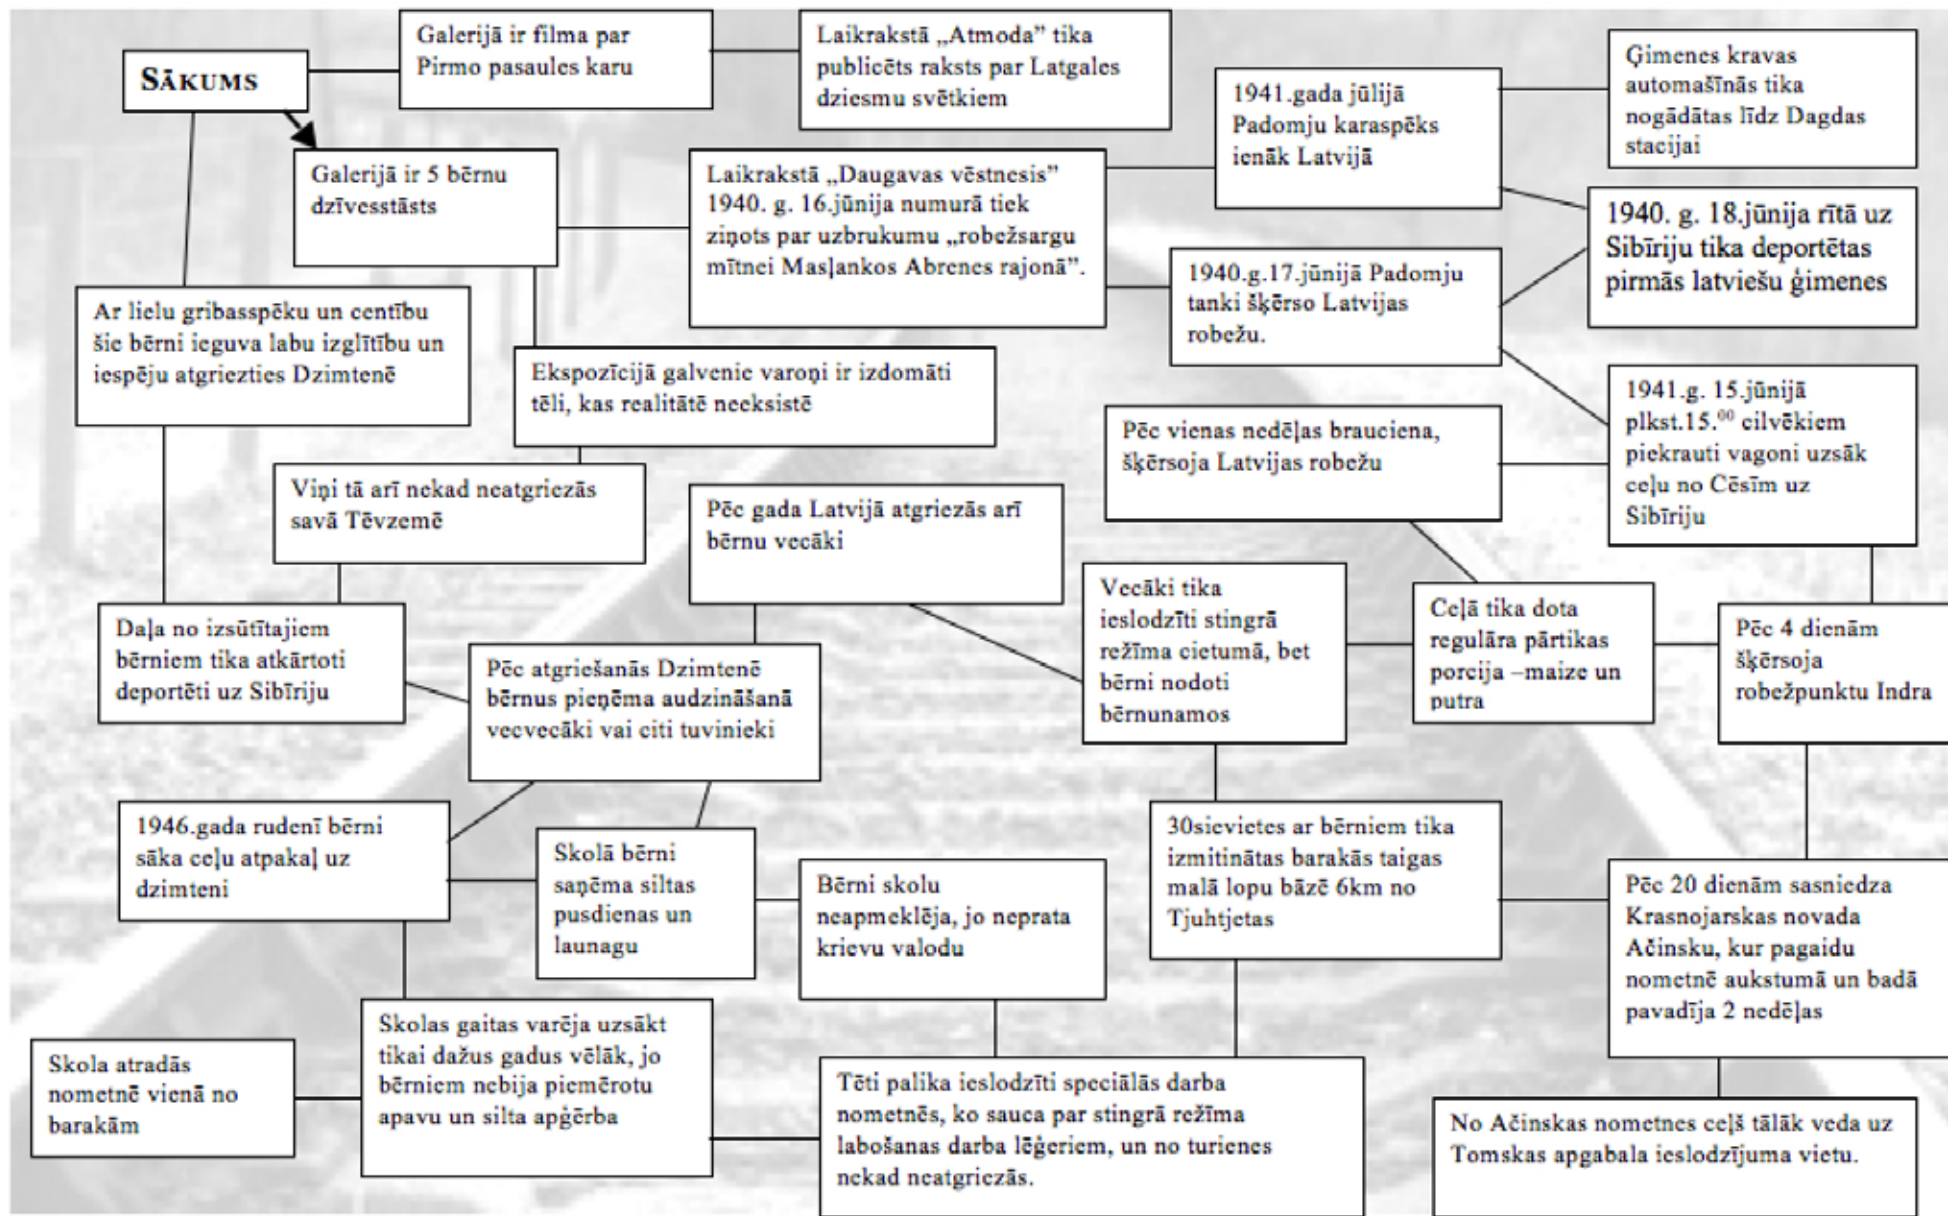 SĀKUMS
Galerijā ir filma par
Pirmo pasaules karu
Laikrakstā „Atmoda” tika
publicēts raksts par Latgales
dziesmu svētkiem
1941.gada jūlijā
Padomju karaspēks
ienāk Latvijā
Ģimenes kravas
automašīnās tika
nogādātas līdz Dagdas
stacijai
Galerijā ir 5 bērnu
dzīvesstāsts
Laikrakstā „Daugavas vēstnesis”
1940. g. 16.jūnija numurā tiek
ziņots par uzbrukumu „robežsargu
mītnei Masļankos Abrenes rajonā”.
1940. g. 18.jūnija rītā uz
Sibīriju tika deportētas
pirmās latviešu ģimenes
1940.g.17.jūnijā Padomju
tanki šķērso Latvijas
robežu.
Ar lielu gribasspēku un centību
šie bērni ieguva labu izglītību un
iespēju atgriezties Dzimtenē
Ekspozīcijā galvenie varoņi ir izdomāti
tēli, kas realitātē neeksistē
1941.g. 15.jūnijā
plkst.15.⁰⁰ cilvēkiem
piekrauti vagoni uzsāk
ceļu no Cēsīm uz
Sibīriju
Pēc vienas nedēļas brauciena,
šķērsoja Latvijas robežu
Viņi tā arī nekad neatgriezās
savā Tēvzemē
Pēc gada Latvijā atgriezās arī
bērnu vecāki
Vecāki tika
ieslodzīti stingrā
režīma cietumā, bet
bērni nodoti
bērnunamos
Ceļā tika dota
regulāra pārtikas
porcija –maize un
putra
Pēc 4 dienām
šķērsoja
robežpunktu Indra
Daļa no izsūtītajiem
bērniem tika atkārtoti
deportēti uz Sibīriju
Pēc atgriešanās Dzimtenē
bērnus pieņēma audzināšanā
vecvecāki vai citi tuvinieki
1946.gada rudenī bērni
sāka ceļu atpakaļ uz
dzimteni
Skolā bērni
saņēma siltas
pusdienas un
launagu
Bērni skolu
neapmeklēja, jo neprata
krievu valodu
30sievietes ar bērniem tika
izmitinātas barakās taigas
malā lopu bāzē 6km no
Tjuhtjetas
Pēc 20 dienām sasniedza
Krasnojarskas novada
Ačinsku, kur pagaidu
nometnē aukstumā un badā
pavadīja 2 nedēļas
Skola atradās
nometnē vienā no
barakām
Skolas gaitas varēja uzsākt
tikai dažus gadus vēlāk, jo
bērniem nebija piemērotu
apavu un silta apģērba
Tēti palika ieslodzīti speciālās darba
nometnēs, ko sauca par stingrā režīma
labošanas darba lēģeriem, un no turienes
nekad neatgriezās.
No Ačinskas nometnes ceļš tālāk veda uz
Tomskas apgabala ieslodzījuma vietu.